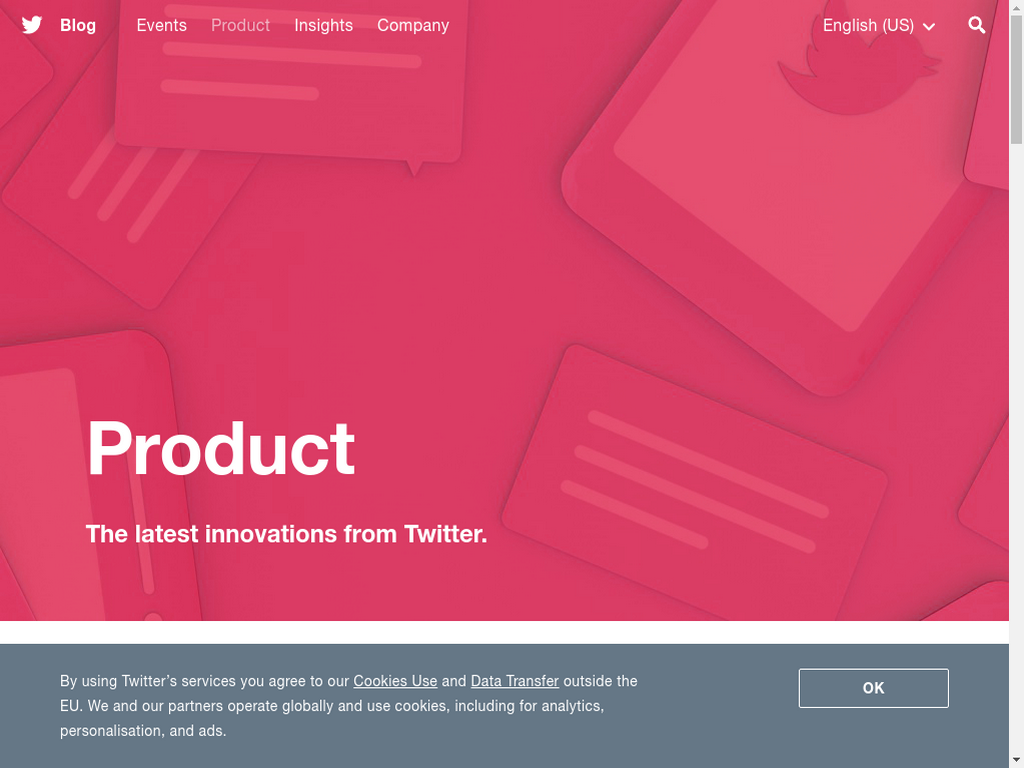 Blog Events Product Insights Company English (US)
Product
The latest innovations from Twitter.
By using Twitter’s services you agree to our Cookies Use and Data Transfer outside the
EU. We and our partners operate globally and use cookies, including for analytics,
personalisation, and ads.
OK